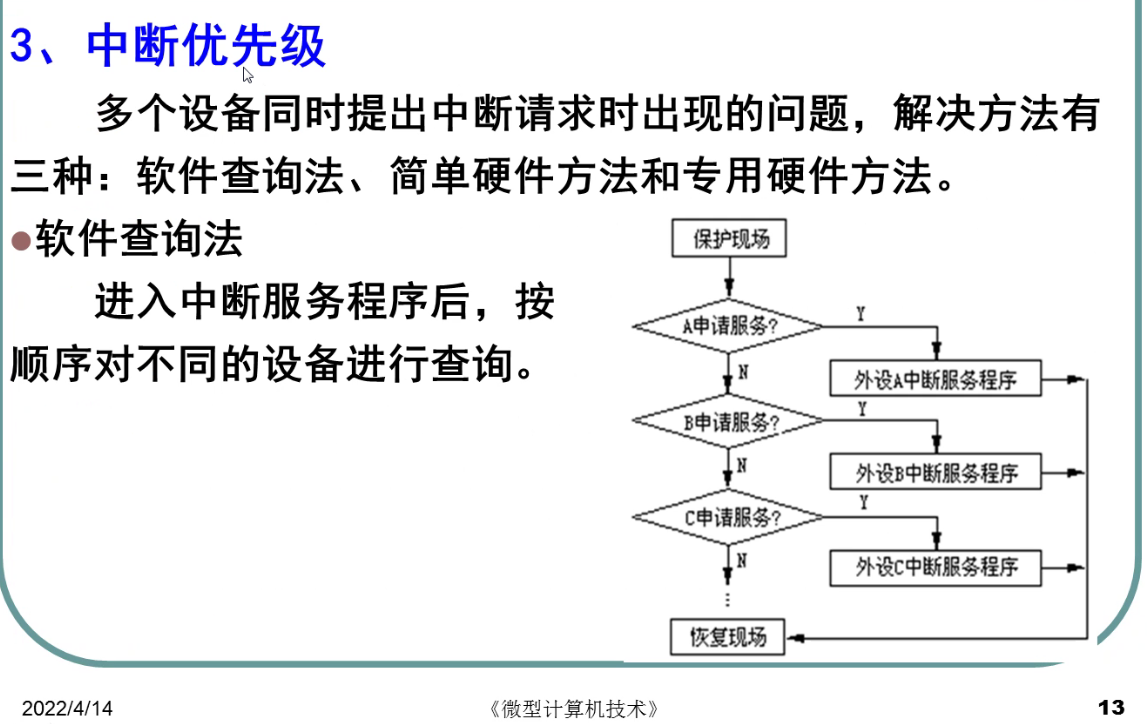 3、中断优先级
多个设备同时提出中断请求时出现的问题，解决方法有
三种：软件查询法、简单硬件方法和专用硬件方法。
●软件查询法
进入中断服务程序后，按
顺序对不同的设备进行查询。
保护现场
A申请服务?
Y
N
外设A中断服务程序
B申请服务?
Y
N
外设B中断服务程序
C申请服务?
Y
N
外设C中断服务程序
⋮
恢复现场
2022/4/14
《微型计算机技术》
13